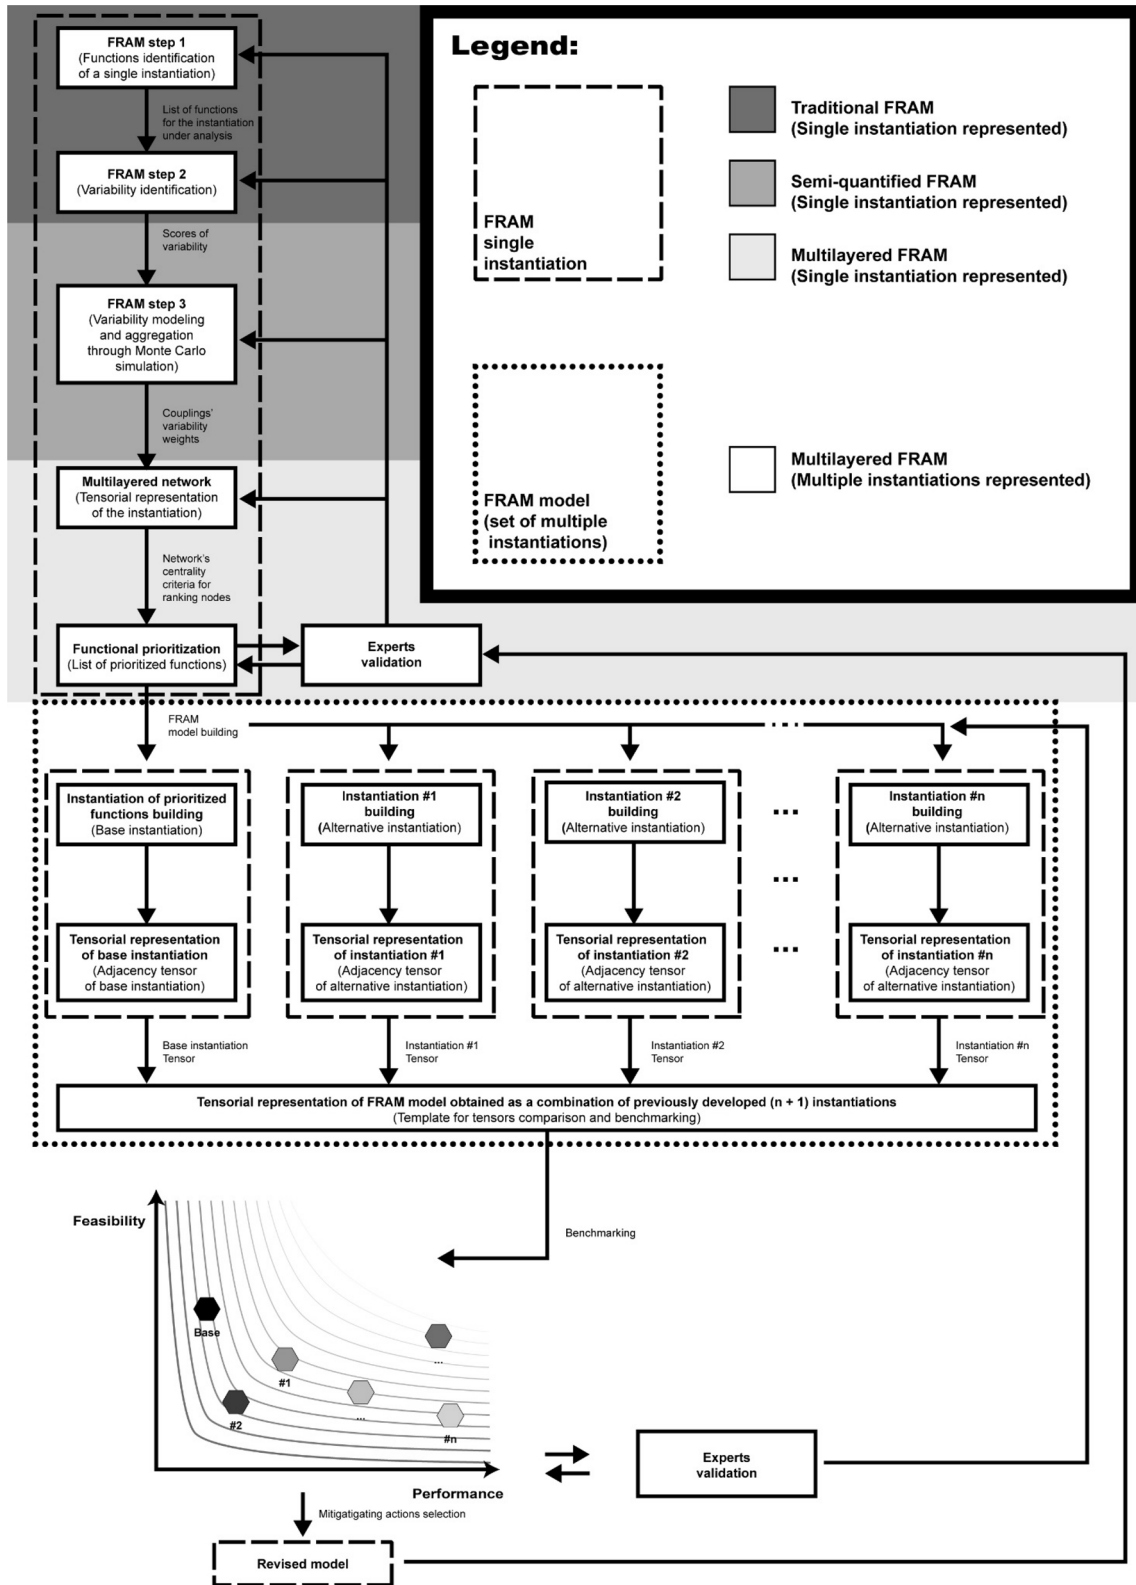 FRAM step 1
(Functions identification
of a single instantiation)
List of functions
for the instantiation
under analysis
FRAM step 2
(Variability identification)
Scores of
variability
FRAM step 3
(Variability modeling
and aggregation
through Monte Carlo
simulation)
Couplings'
variability
weights
Multilayered network
(Tensorial representation
of the instantiation)
Network's
centrality
criteria for
ranking nodes
Functional prioritization
(List of prioritized functions)
Experts
validation
Legend:
FRAM
single
instantiation
FRAM model
(set of multiple
instantiations)
Traditional FRAM
(Single instantiation represented)
Semi-quantified FRAM
(Single instantiation represented)
Multilayered FRAM
(Single instantiation represented)
Multilayered FRAM
(Multiple instantiations represented)
FRAM
model building
...
Instantiation of prioritized
functions building
(Base instantiation)
Instantiation #1
building
(Alternative instantiation)
Instantiation #2
building
(Alternative instantiation)
...
Instantiation #n
building
(Alternative instantiation)
...
Tensorial representation
of base instantiation
(Adjacency tensor
of base instantiation)
Tensorial representation
of instantiation #1
(Adjacency tensor
of alternative instantiation)
Tensorial representation
of instantiation #2
(Adjacency tensor
of alternative instantiation)
...
Tensorial representation
of instantiation #n
(Adjacency tensor
of alternative instantiation)
Base instantiation
Tensor
Instantiation #1
Tensor
Instantiation #2
Tensor
Instantiation #n
Tensor
Tensorial representation of FRAM model obtained as a combination of previously developed (n + 1) instantiations
(Template for tensors comparison and benchmarking)
Benchmarking
Feasibility
Base
#1
...
#2
...
#n
Performance
Experts
validation
Mitigatigating actions selection
Revised model